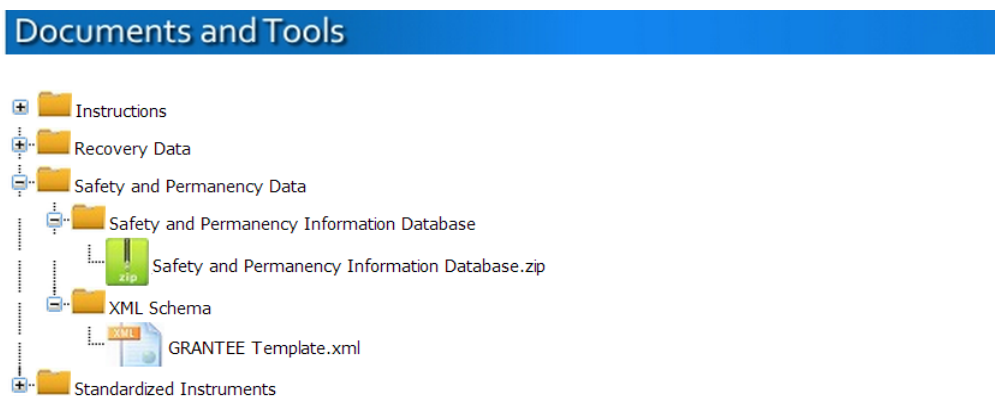 Documents and Tools
Instructions
Recovery Data
Safety and Permanency Data
Safety and Permanency Information Database
zip
Safety and Permanency Information Database.zip
XML Schema
XML
GRANTEE Template.xml
Standardized Instruments